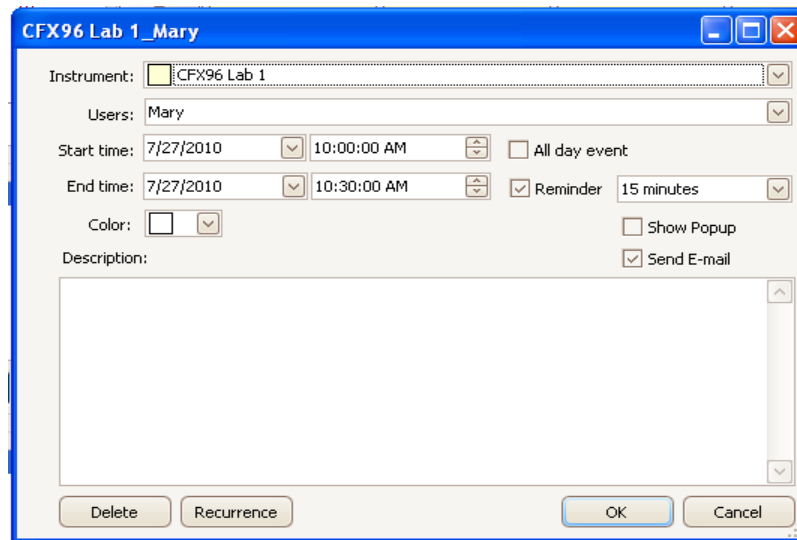 CFX96 Lab 1_Mary
Instrument: CFX96 Lab 1
Users: Mary
Start time: 7/27/2010 10:00:00 AM All day event
End time: 7/27/2010 10:30:00 AM Reminder 15 minutes
Color: Show Popup
Description: Send E-mail
Delete Recurrence OK Cancel